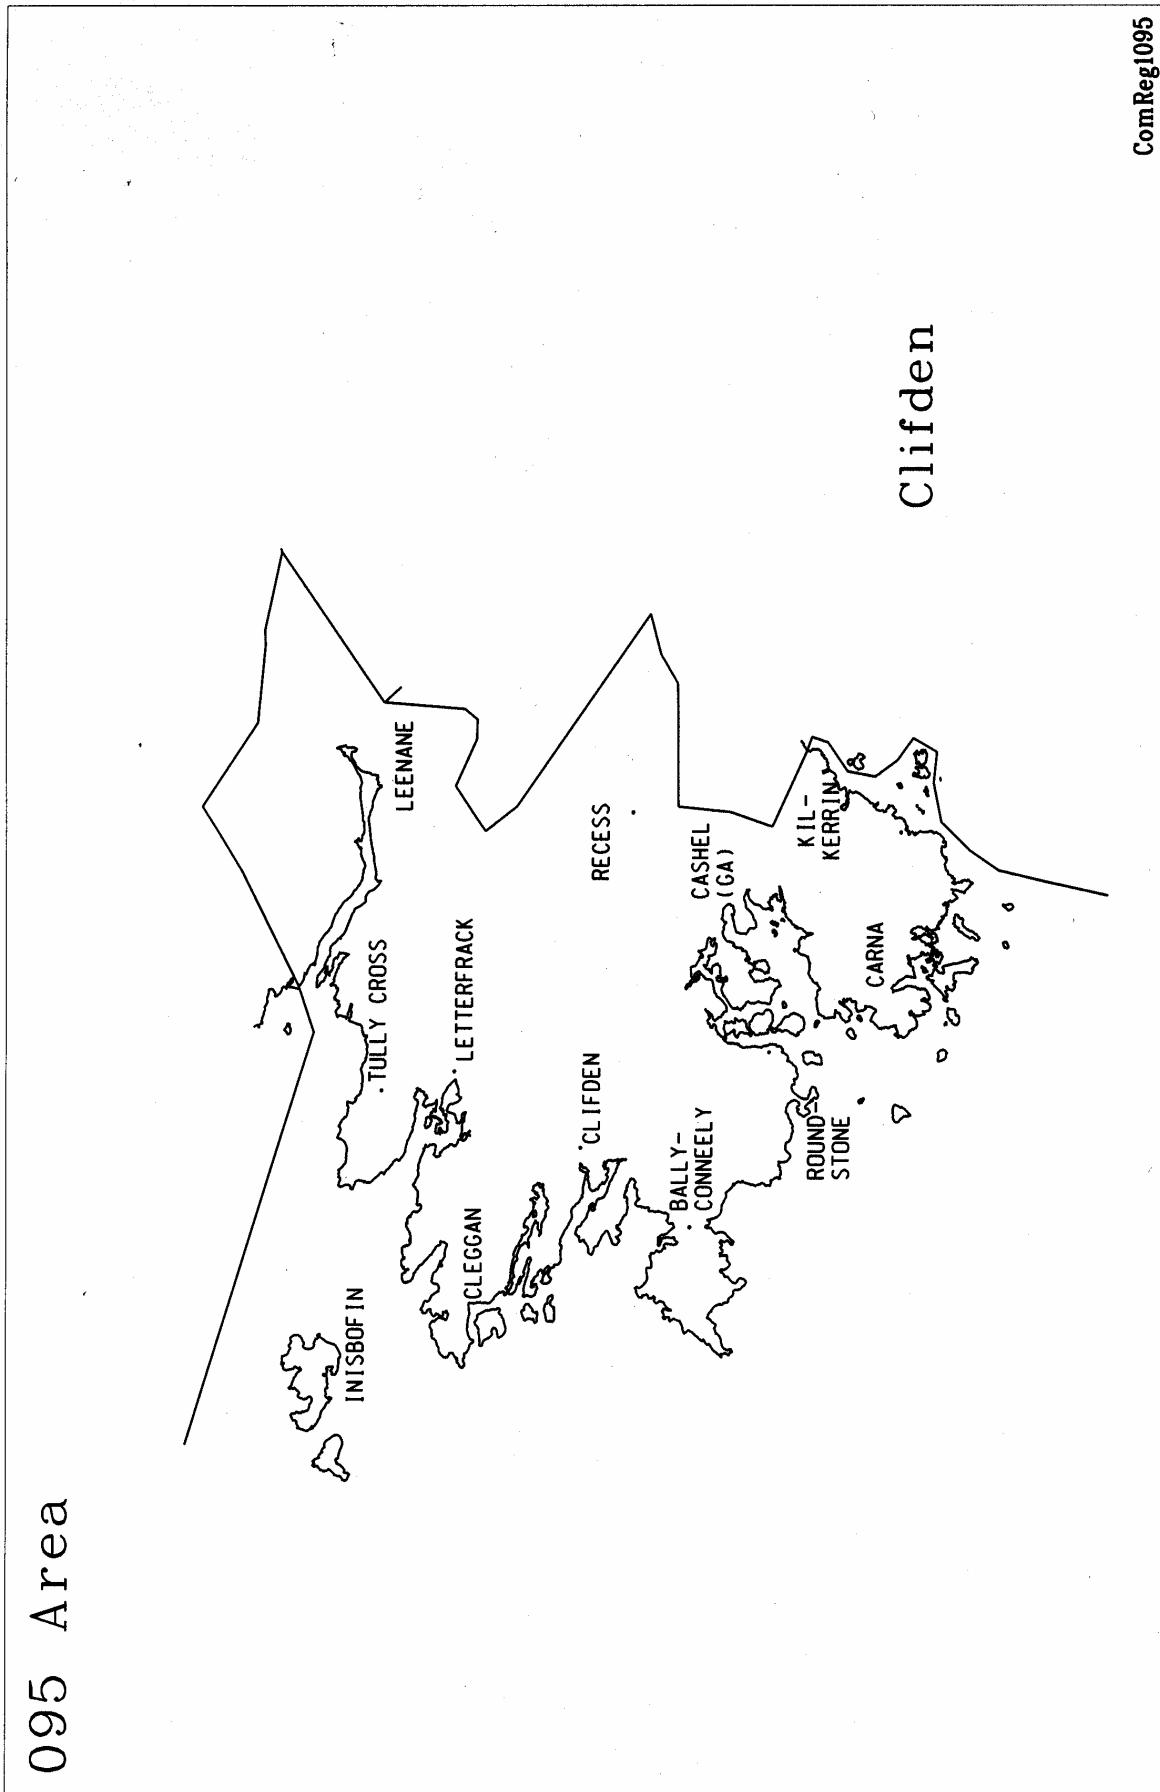 095 Area
INISBOFIN
CLEGGAN
TULLY CROSS
LETTERFRACK
LEENANE
CLIFDEN
RECESS
BALLY-
CONNEELY
CASHEL
(GA)
ROUND-
STONE
KIL-
KERRIN
CARNA
Clifden
ComReg1095